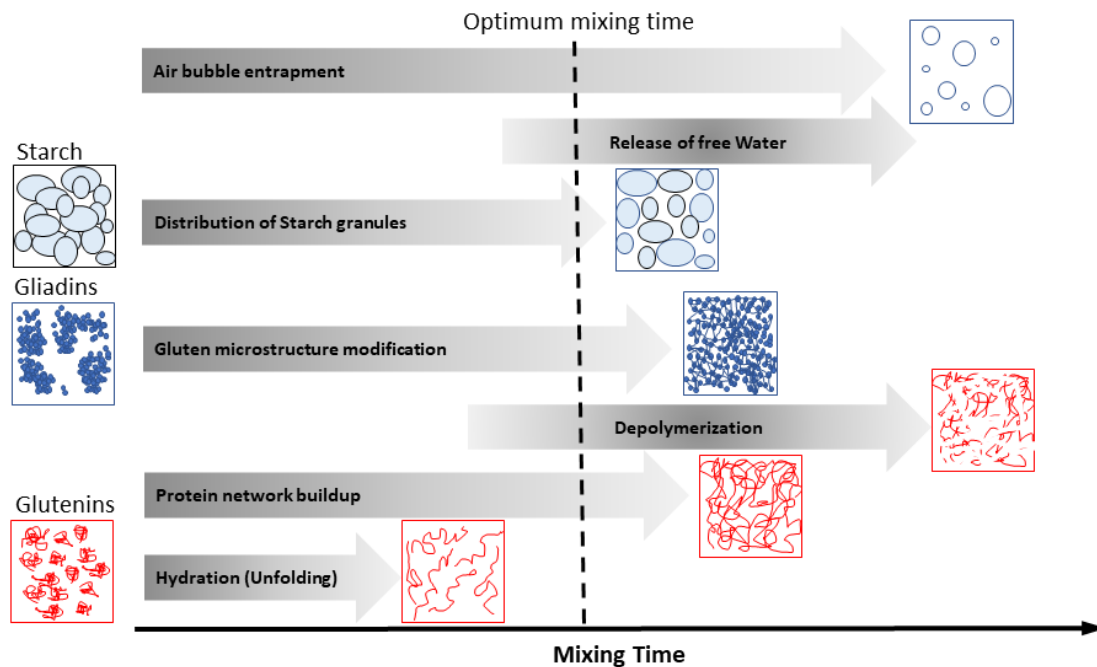 Optimum mixing time
Air bubble entrapment
Release of free Water
Starch
Distribution of Starch granules
Gliadins
Gluten microstructure modification
Depolymerization
Protein network buildup
Glutenins
Hydration (Unfolding)
Mixing Time